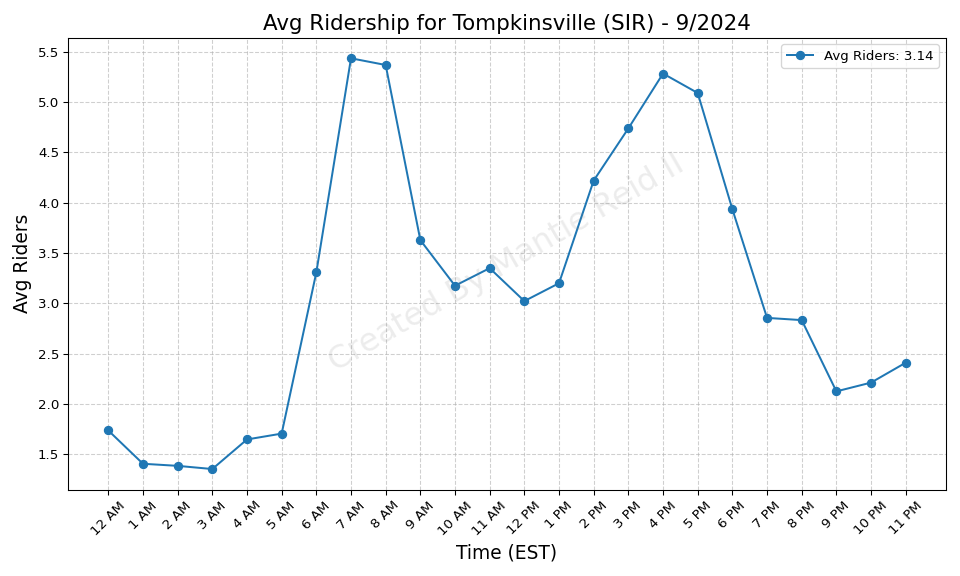 Avg Ridership for Tompkinsville (SIR) - 9/2024
Avg Riders: 3.14
5.5
5.0
4.5
4.0
3.5
3.0
2.5
2.0
1.5
Avg Riders
Created By Mantie Reid II
12 AM
1 AM
2 AM
3 AM
4 AM
5 AM
6 AM
7 AM
8 AM
9 AM
10 AM
11 AM
12 PM
1 PM
2 PM
3 PM
4 PM
5 PM
6 PM
7 PM
8 PM
9 PM
10 PM
11 PM
Time (EST)